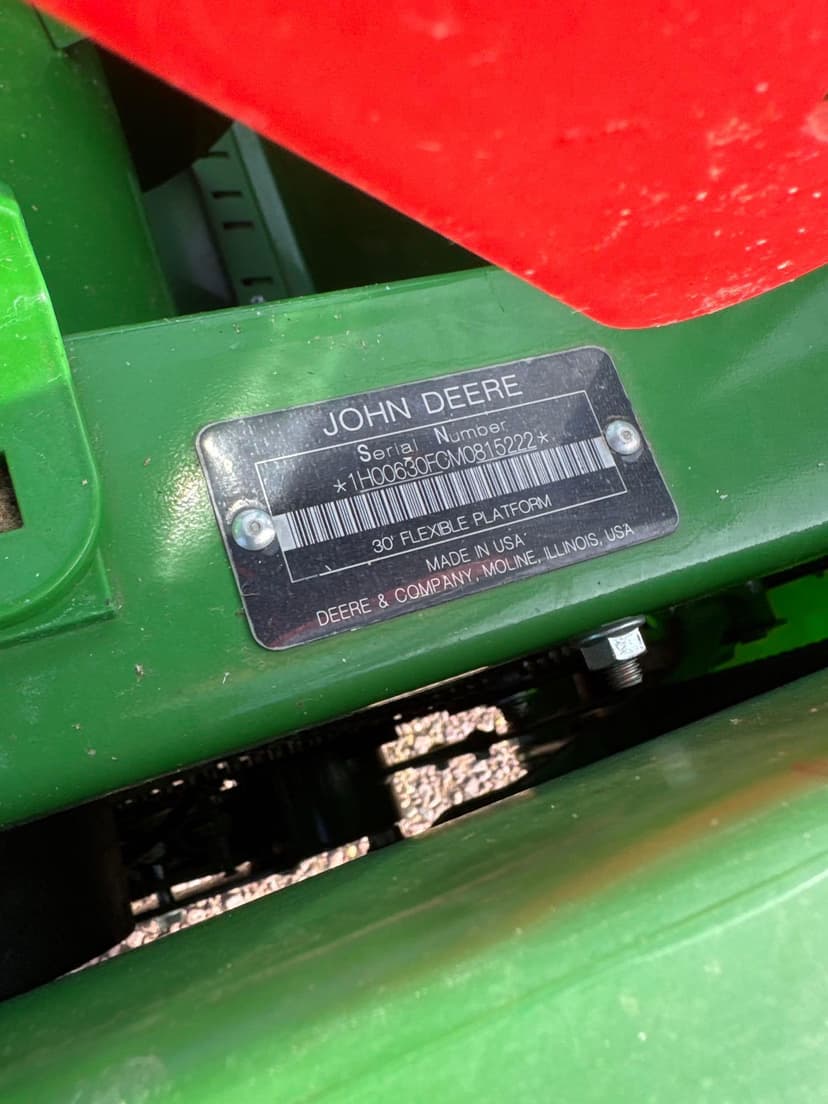 JOHN DEERE
Serial Number
*1H00630FCM0815222*
30' FLEXIBLE PLATFORM
MADE IN USA
DEERE & COMPANY, MOLINE, ILLINOIS, USA